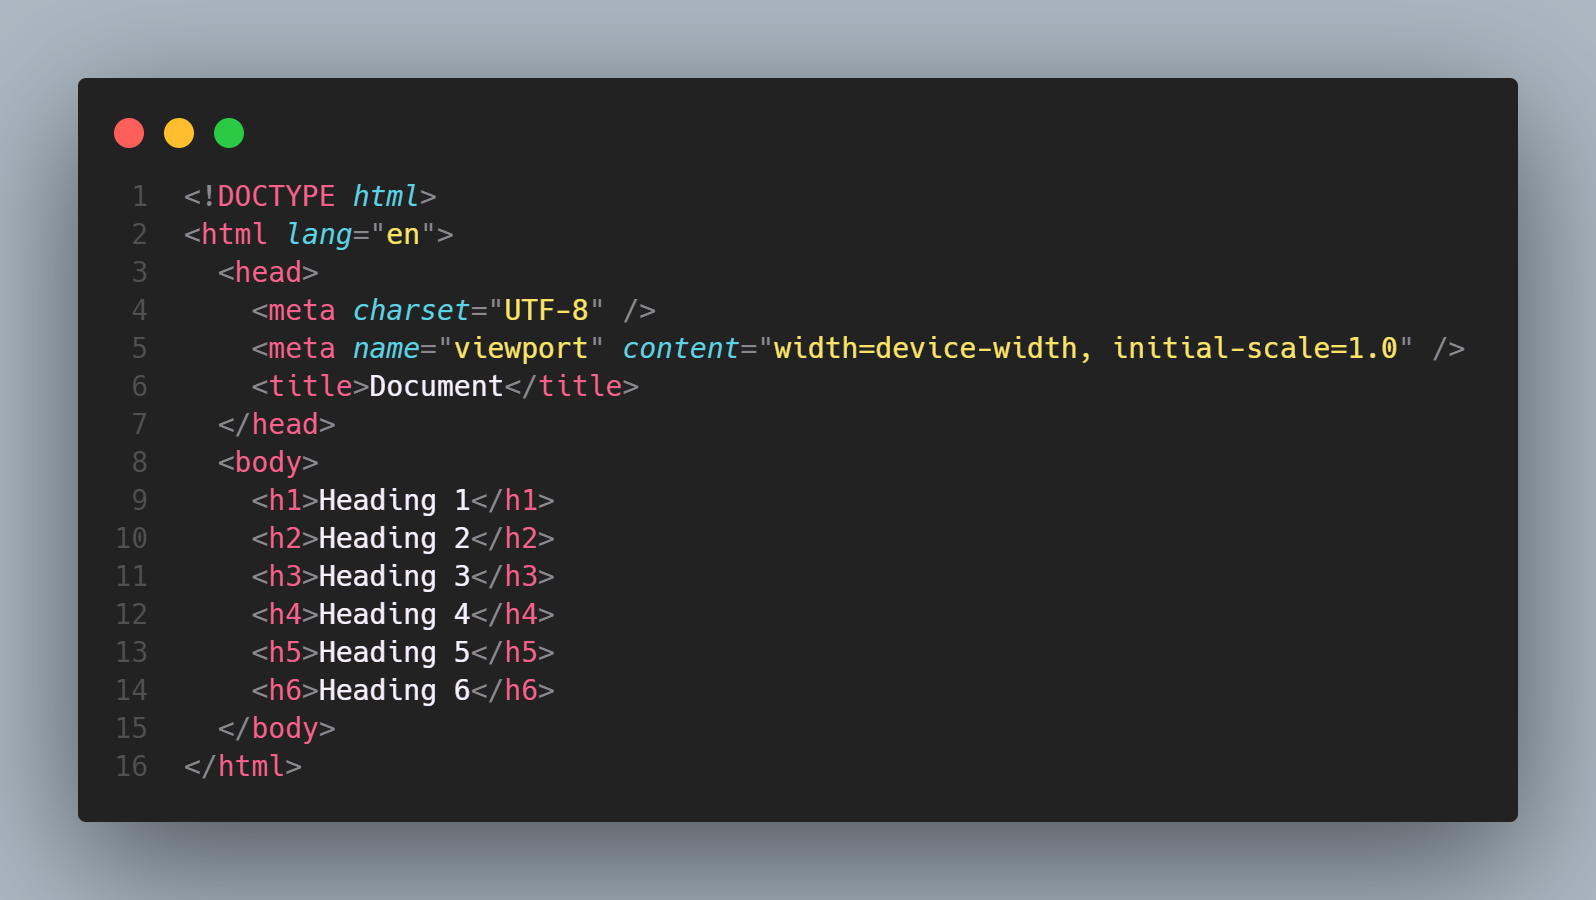 1 <!DOCTYPE html>
2 <html lang="en">
3   <head>
4     <meta charset="UTF-8" />
5     <meta name="viewport" content="width=device-width, initial-scale=1.0" />
6     <title>Document</title>
7   </head>
8   <body>
9     <h1>Heading 1</h1>
10     <h2>Heading 2</h2>
11     <h3>Heading 3</h3>
12     <h4>Heading 4</h4>
13     <h5>Heading 5</h5>
14     <h6>Heading 6</h6>
15   </body>
16 </html>